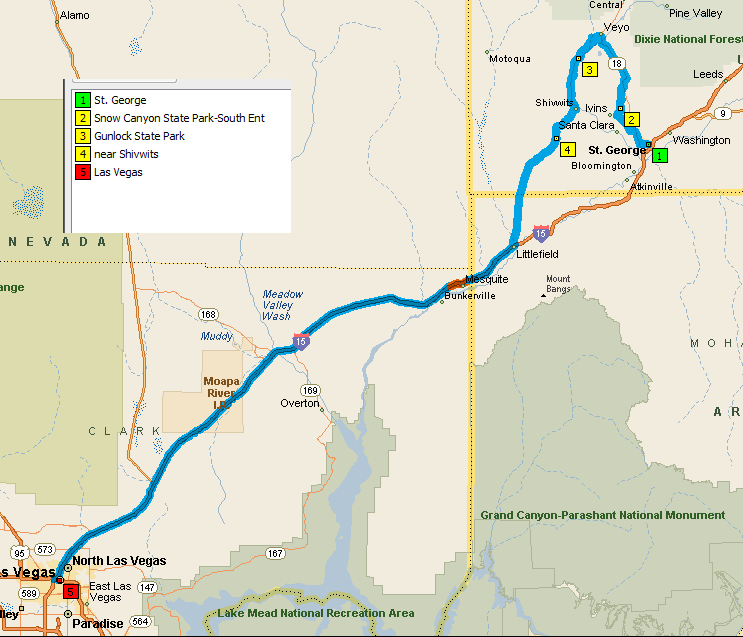 Central
Alamo
Pine Valley
Veyo
Dixie National Forest
Motoqua
18
3
Leeds
1 St. George
2 Snow Canyon State Park-South Ent
3 Gunlock State Park
4 near Shivwits
5 Las Vegas
Shivwits
Ivins
9
2
Santa Clara
Washington
4
St. George
1
Bloomington
Atkinville
15
NEVADA
Littlefield
Mesquite
Mount
Bangs
ange
Bunkerville
Meadow
Valley
Wash
168
Muddy
15
MOHA
Moapa
River
I.R.
169
Overton
AR
CLARK
Grand Canyon-Parashant National Monument
95
573
167
North Las Vegas
s Vegas
5
East Las
Vegas
147
589
lley
Paradise
564
Lake Mead National Recreation Area